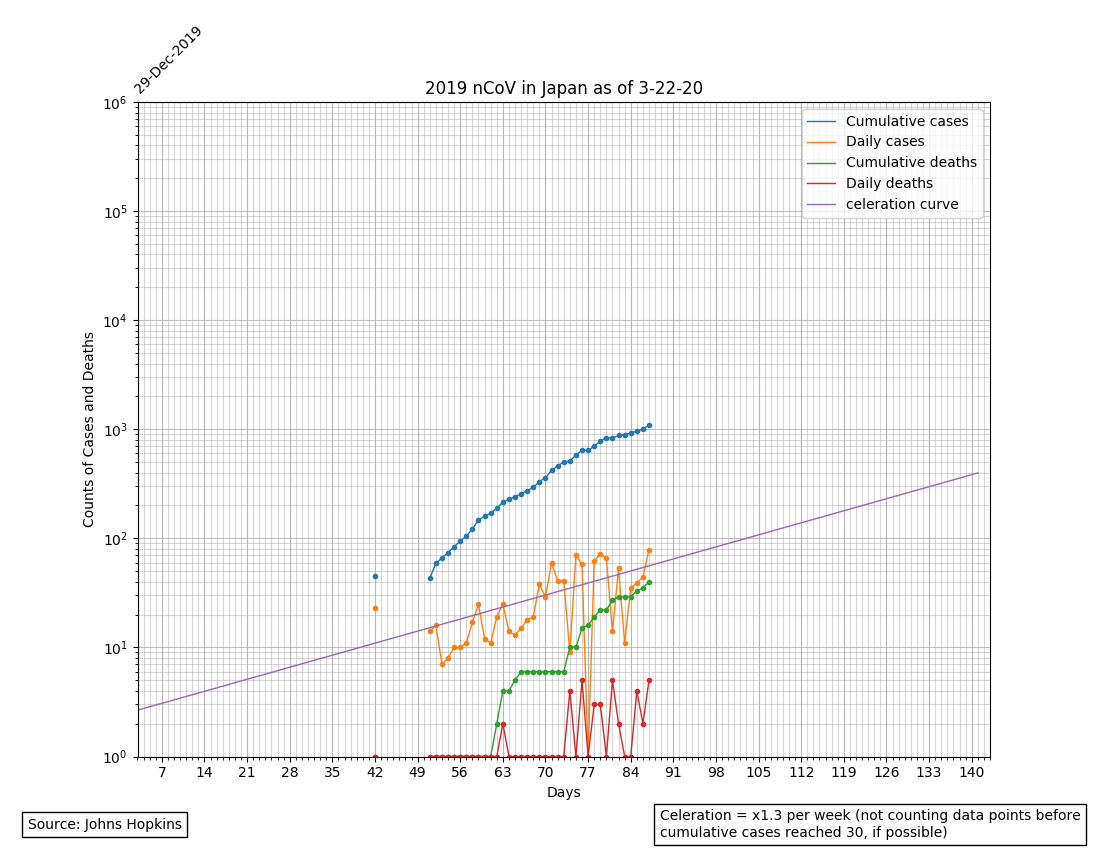 29-Dec-2019
2019 nCoV in Japan as of 3-22-20
Cumulative cases
Daily cases
Cumulative deaths
Daily deaths
celeration curve
Counts of Cases and Deaths
10^6
10^5
10^4
10^3
10^2
10^1
10^0
7 14 21 28 35 42 49 56 63 70 77 84 91 98 105 112 119 126 133 140
Days
Source: Johns Hopkins
Celeration = x1.3 per week (not counting data points before
cumulative cases reached 30, if possible)